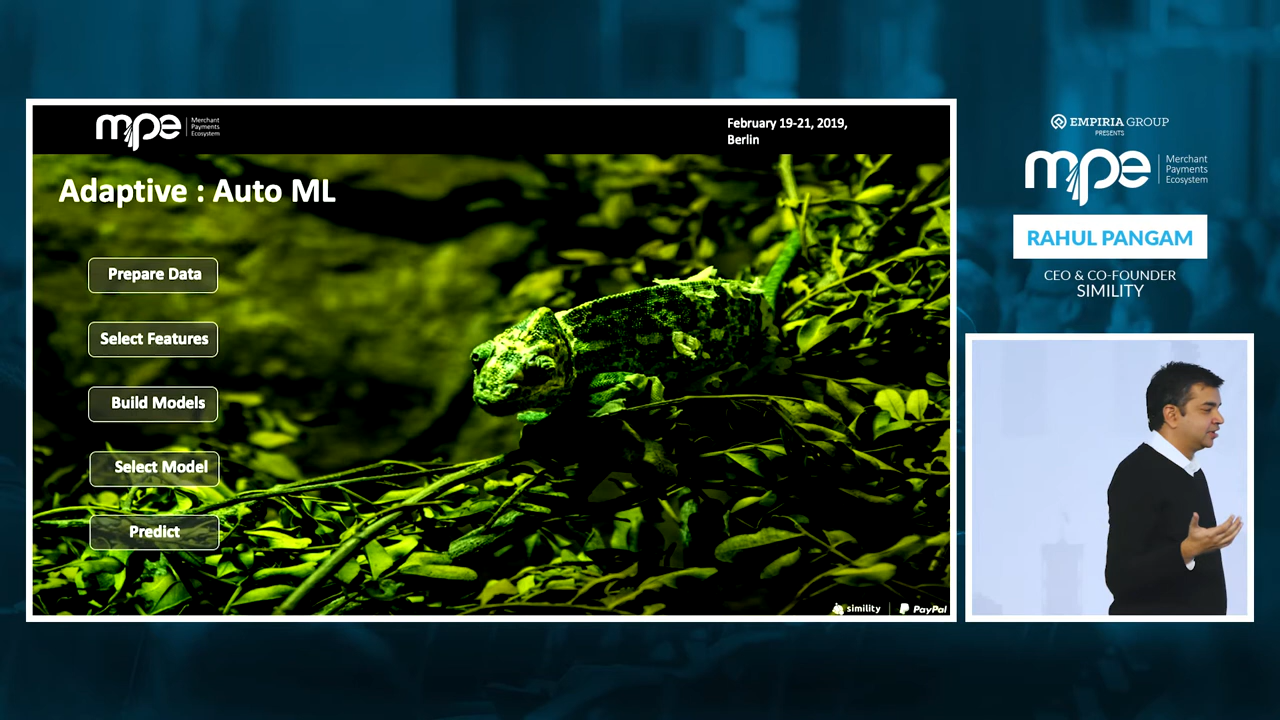 mpe
Merchant
Payments
Ecosystem
February 19-21, 2019,
Berlin
Adaptive : Auto ML
Prepare Data
Select Features
Build Models
Select Model
Predict
simility
PayPal
EMPIRIA GROUP
PRESENTS
mpe
Merchant
Payments
Ecosystem
RAHUL PANGAM
CEO & CO-FOUNDER
SIMILITY